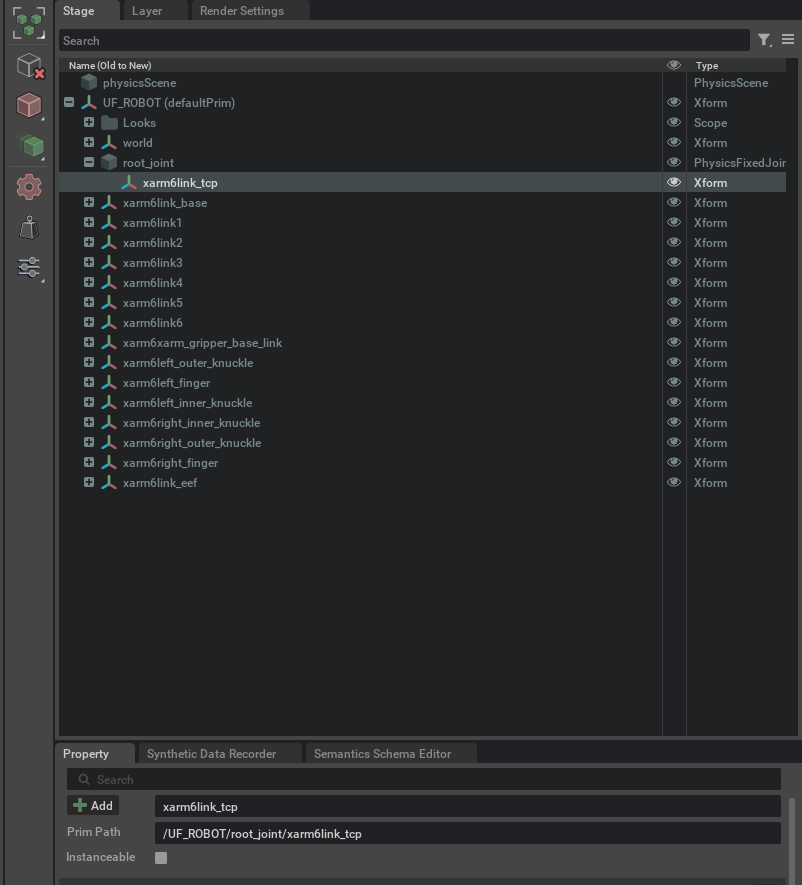 Stage Layer Render Settings
Search
Name (Old to New) Type
physicsScene PhysicsScene
UF_ROBOT (defaultPrim) Xform
Looks Scope
world Xform
root_joint PhysicsFixedJoir
xarm6link_tcp Xform
xarm6link_base Xform
xarm6link1 Xform
xarm6link2 Xform
xarm6link3 Xform
xarm6link4 Xform
xarm6link5 Xform
xarm6link6 Xform
xarm6xarm_gripper_base_link Xform
xarm6left_outer_knuckle Xform
xarm6left_finger Xform
xarm6left_inner_knuckle Xform
xarm6right_inner_knuckle Xform
xarm6right_outer_knuckle Xform
xarm6right_finger Xform
xarm6link_eef Xform
Property Synthetic Data Recorder Semantics Schema Editor
Search
Add xarm6link_tcp
Prim Path /UF_ROBOT/root_joint/xarm6link_tcp
Instanceable